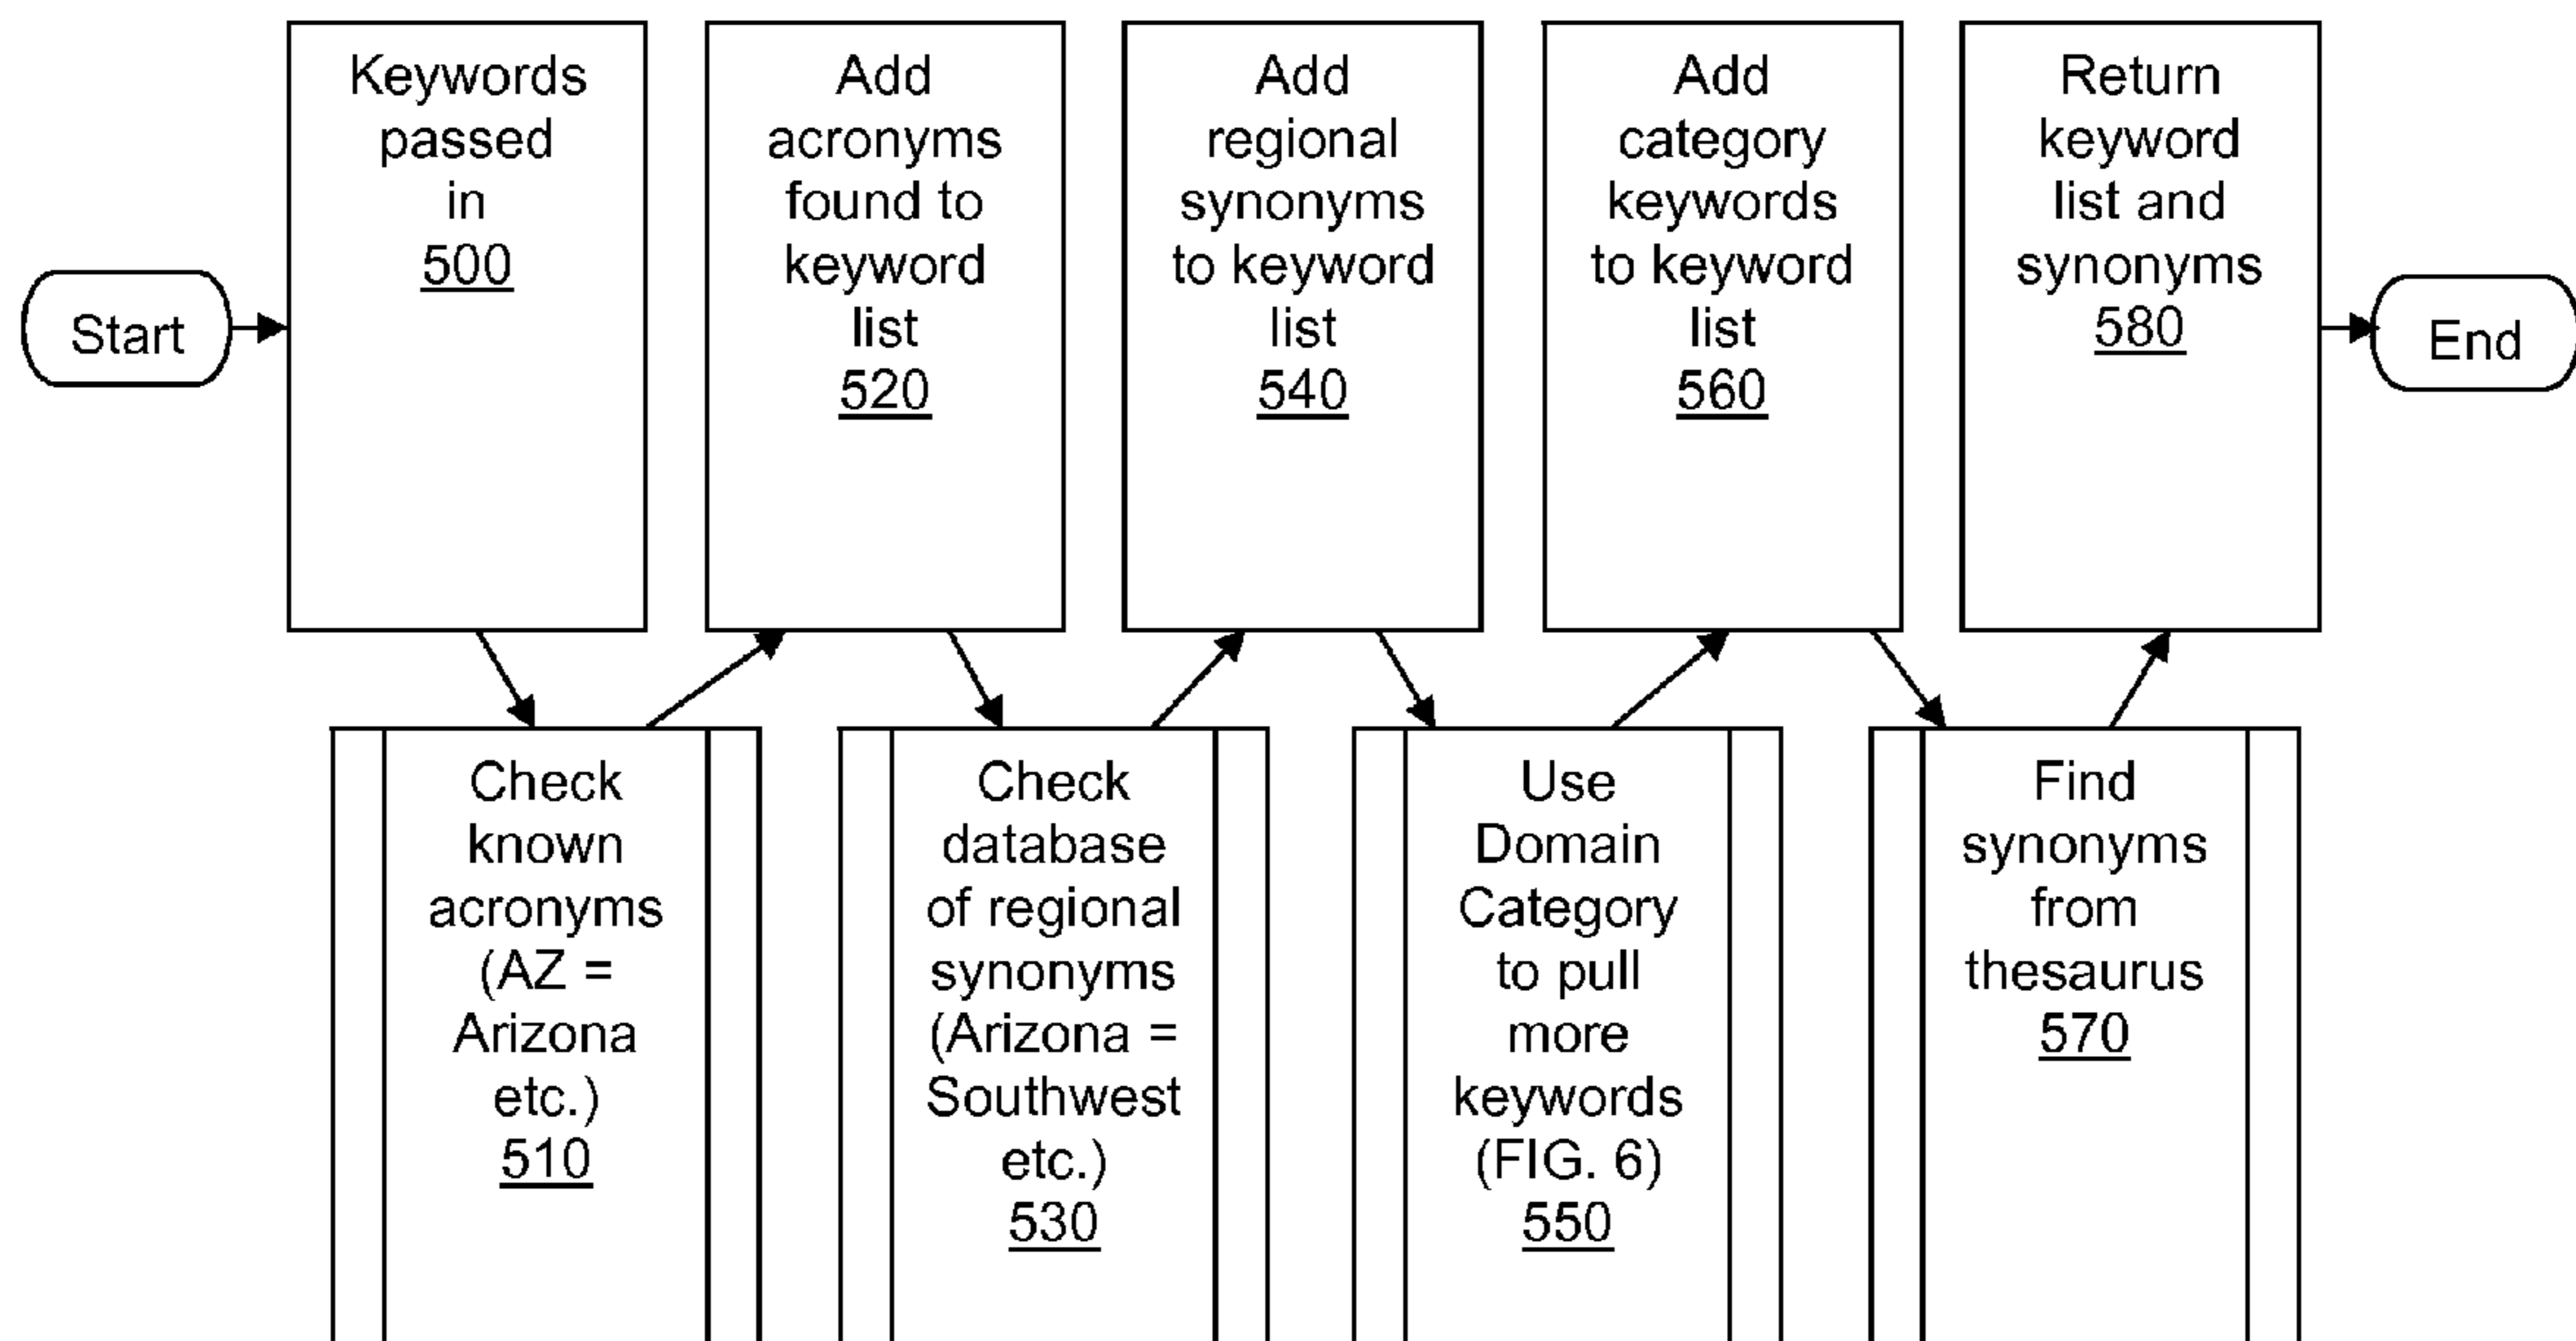 Start
Keywords
passed
in
500
Check
known
acronyms
(AZ =
Arizona
etc.)
510
Add
acronyms
found to
keyword
list
520
Check
database
of regional
synonyms
(Arizona =
Southwest
etc.)
530
Add
regional
synonyms
to keyword
list
540
Use
Domain
Category
to pull
more
keywords
(FIG. 6)
550
Add
category
keywords
to keyword
list
560
Find
synonyms
from
thesaurus
570
Return
keyword
list and
synonyms
580
End